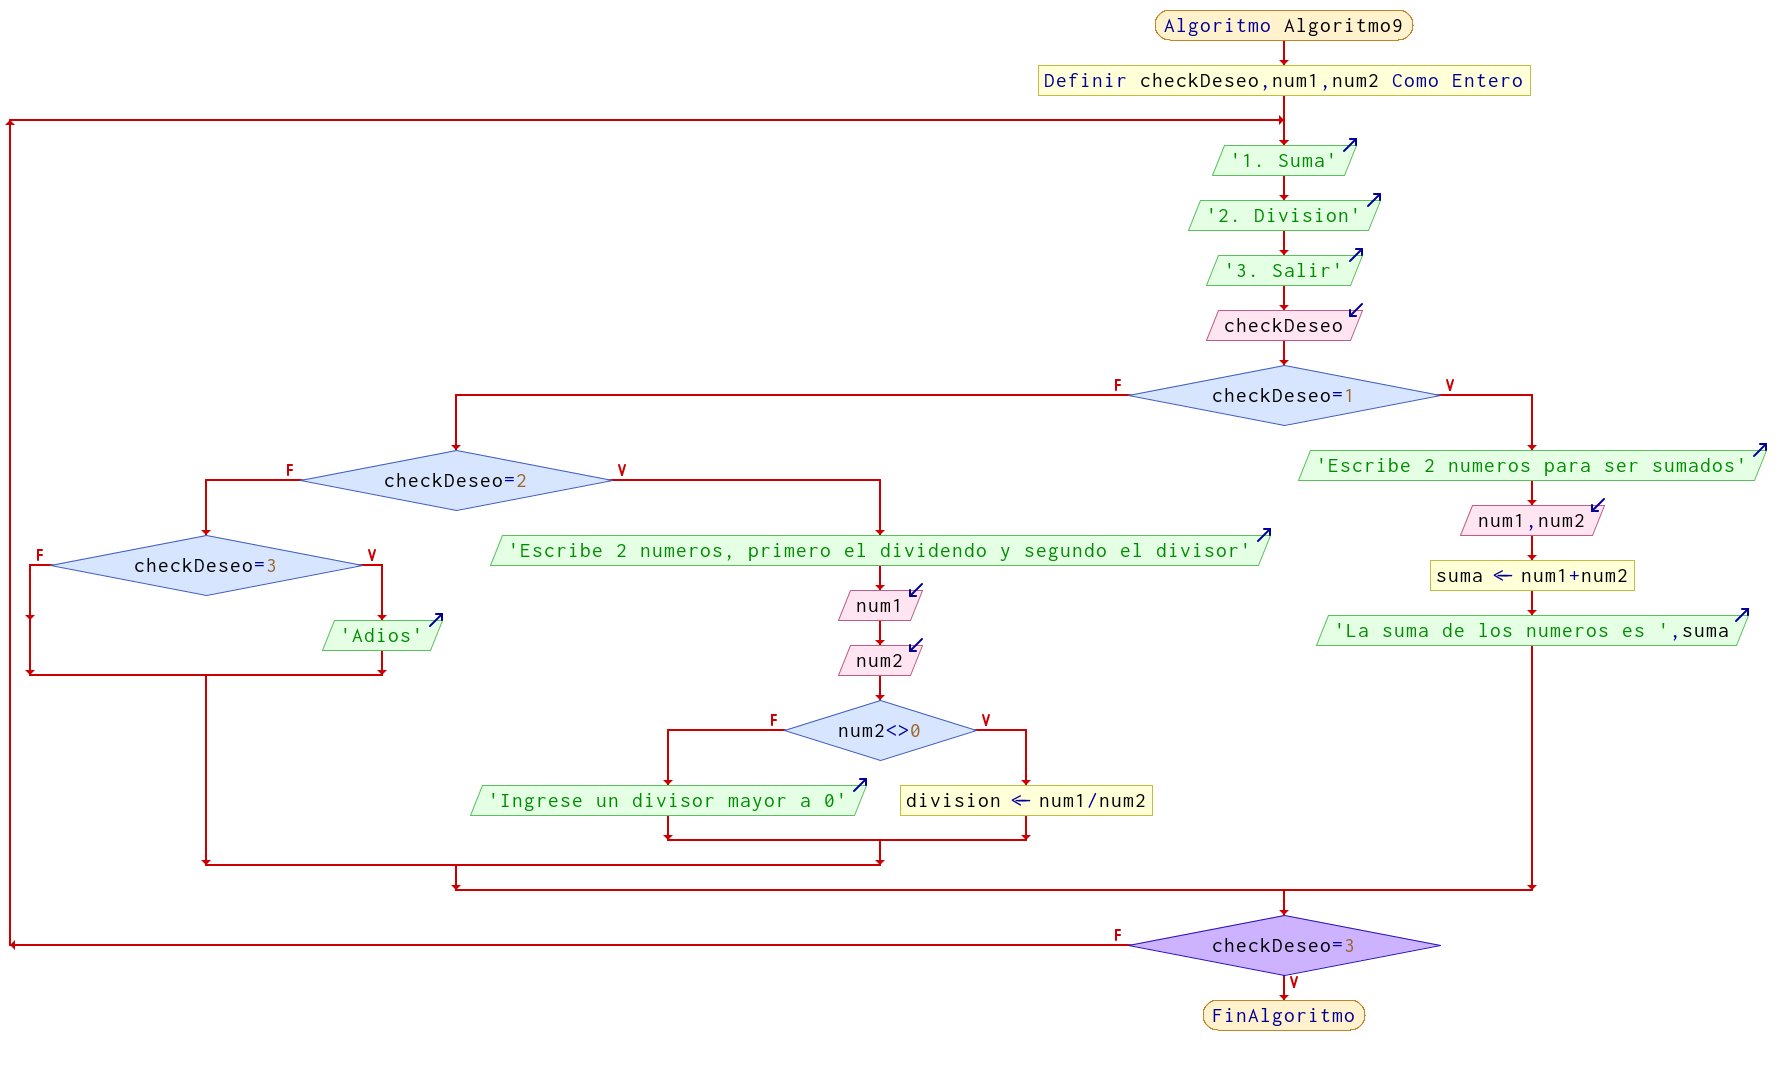 Algoritmo Algoritmo9
Definir checkDeseo,num1,num2 Como Entero
'1. Suma'
'2. Division'
'3. Salir'
checkDeseo
checkDeseo=1
F
V
checkDeseo=2
F
V
'Escribe 2 numeros para ser sumados'
num1,num2
suma ← num1+num2
'La suma de los numeros es ',suma
checkDeseo=3
F
V
'Adios'
'Escribe 2 numeros, primero el dividendo y segundo el divisor'
num1
num2
num2<>0
F
V
'Ingrese un divisor mayor a 0'
division ← num1/num2
checkDeseo=3
F
V
FinAlgoritmo